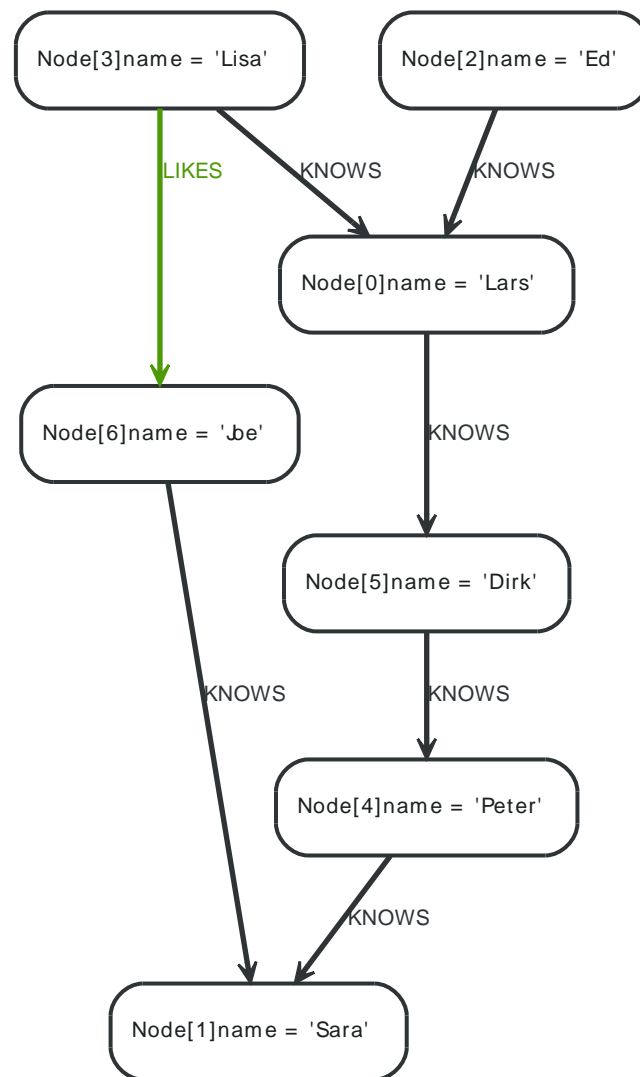 Node[3]name = 'Lisa'
Node[2]name = 'Ed'
LIKES
KNOWS
KNOWS
Node[0]name = 'Lars'
Node[6]name = 'Joe'
KNOWS
Node[5]name = 'Dirk'
KNOWS
KNOWS
Node[4]name = 'Peter'
KNOWS
Node[1]name = 'Sara'